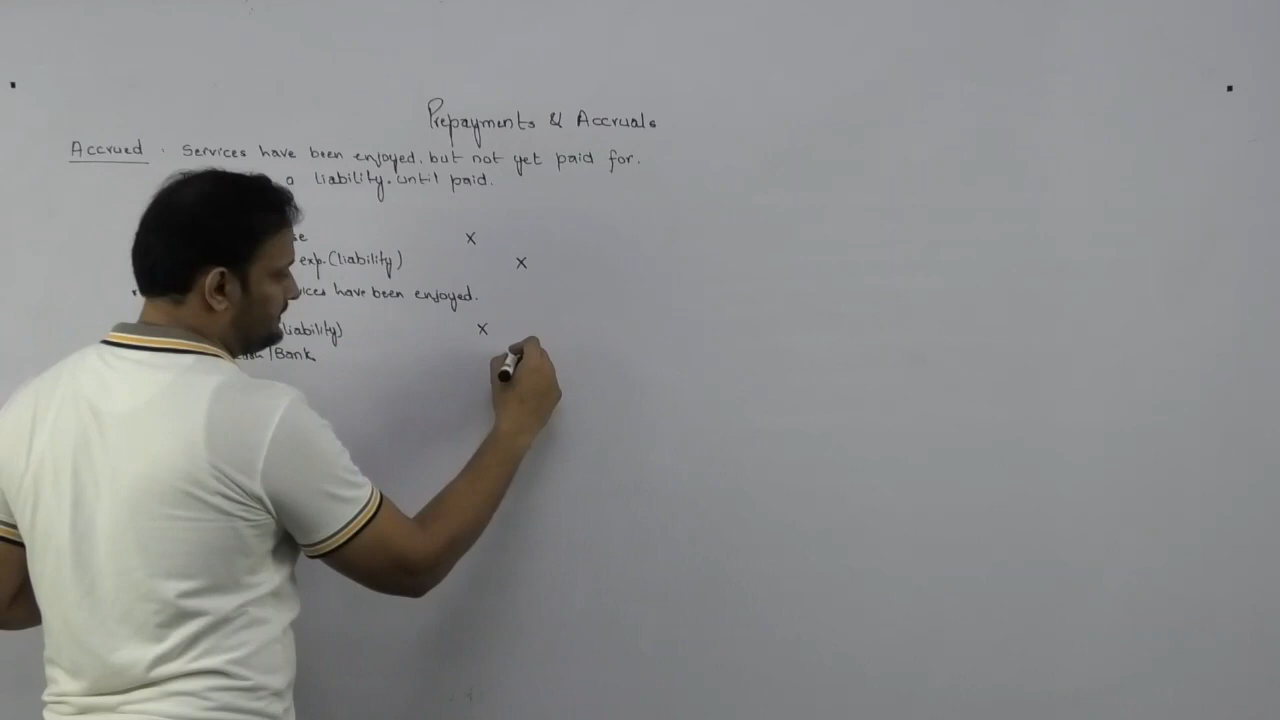 Prepayments & Accruals
Accrued . Services have been enjoyed. but not yet paid for.
a liability. until paid.
se X
exp. (liability) X
ices have been enjoyed.
liability) X
/Bank